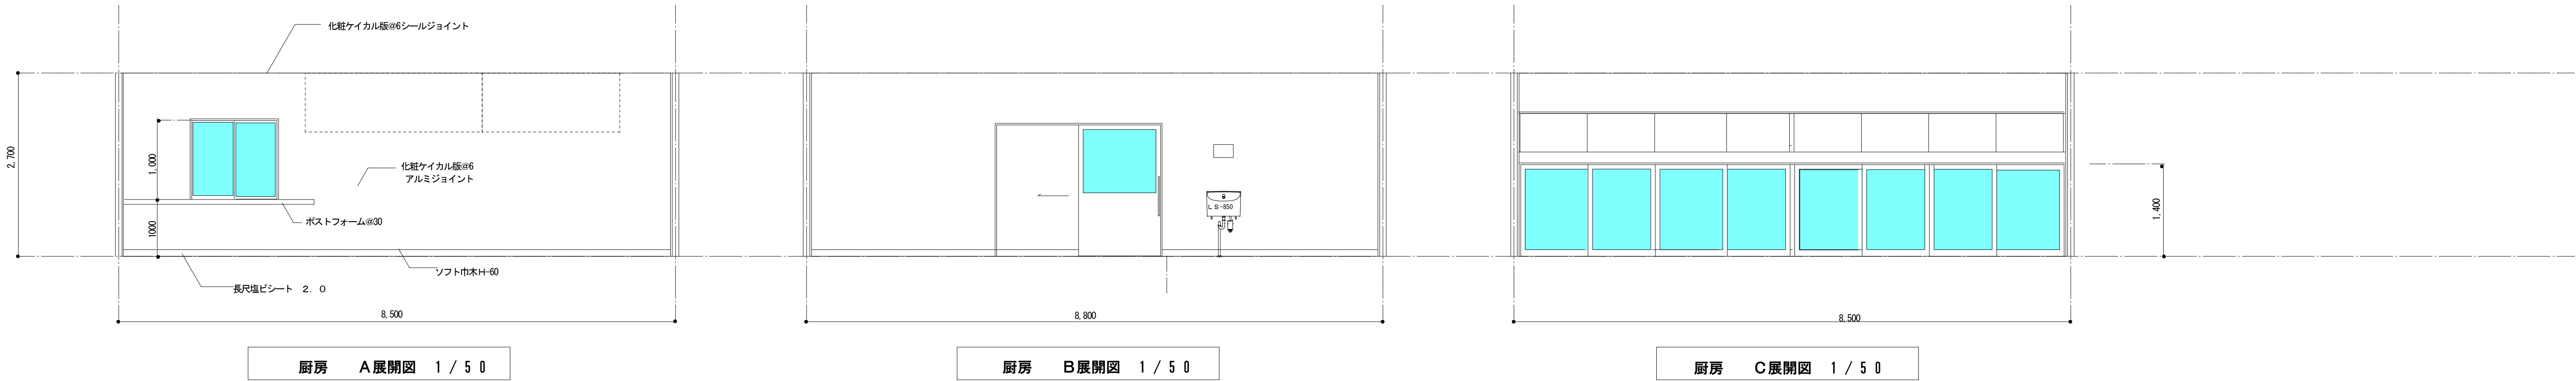 化粧ケイカル版@6シールジョイント
2,700
1,000
化粧ケイカル版@6
アルミジョイント
1000
ポストフォーム@30
ソフト巾木H-60
長尺塩ビシート　２．０
8,500
厨房　Ａ展開図　1/50
ＬＳ-850
8,800
厨房　Ｂ展開図　1/50
1,400
8,500
厨房　Ｃ展開図　1/50